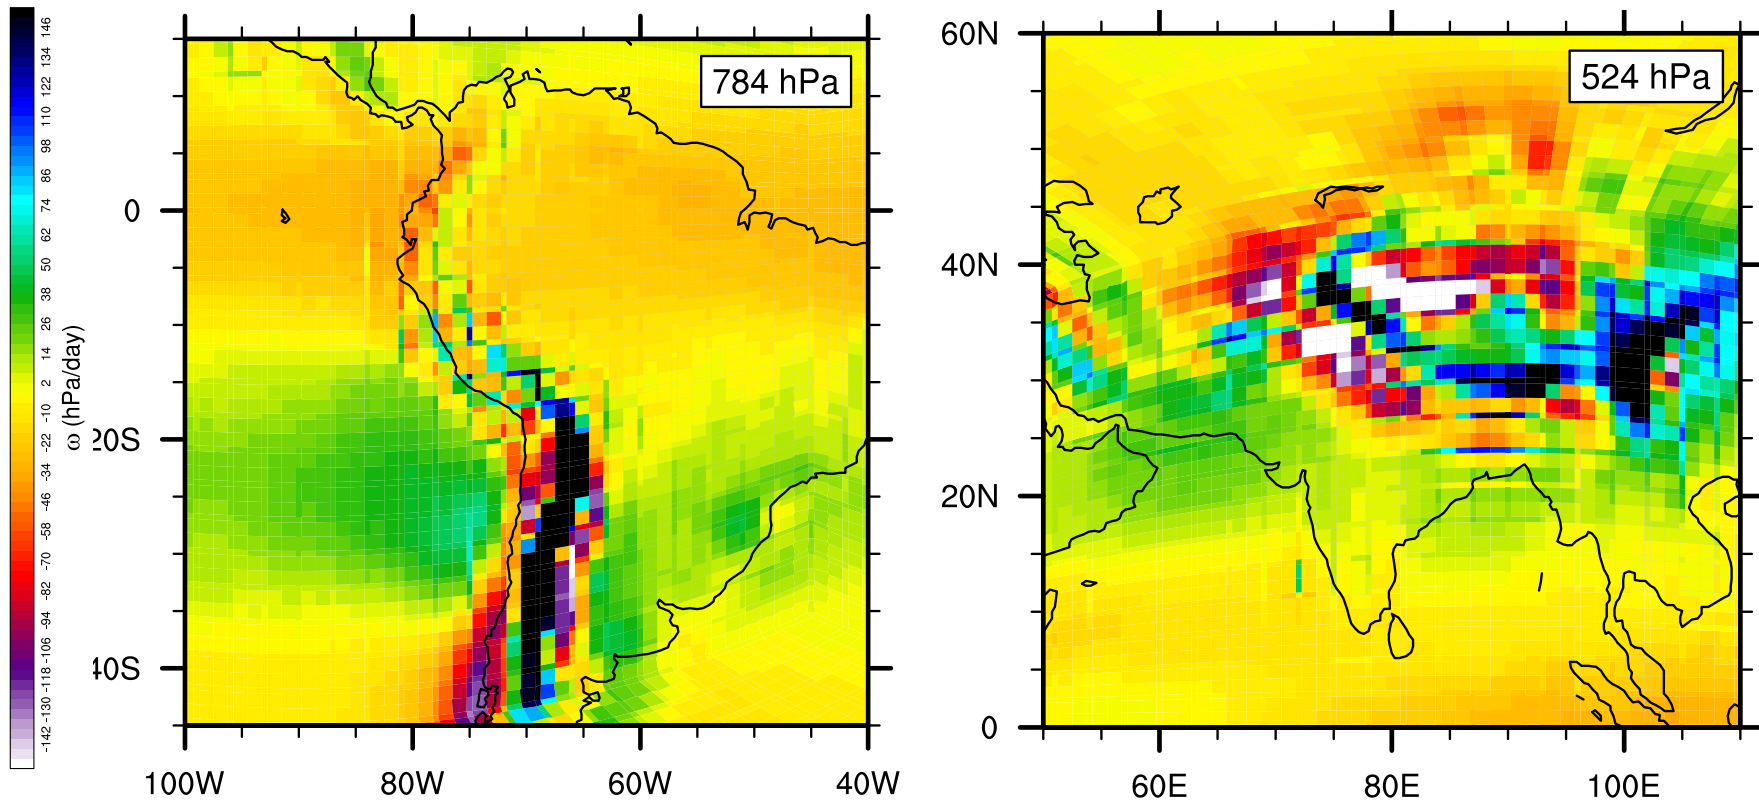 146
134
122
110
98
86
74
62
50
38
26
14
2
-10
-22
-34
-46
-58
-70
-82
-94
-106
-118
-130
-142
ω (hPa/day)
784 hPa
0
20S
40S
100W
80W
60W
40W
524 hPa
60N
40N
20N
0
60E
80E
100E